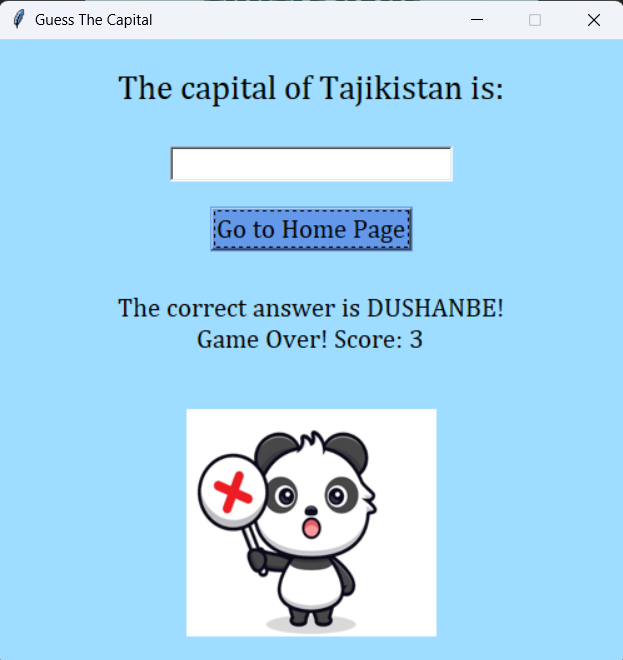 Guess The Capital
The capital of Tajikistan is:
Go to Home Page
The correct answer is DUSHANBE!
Game Over! Score: 3